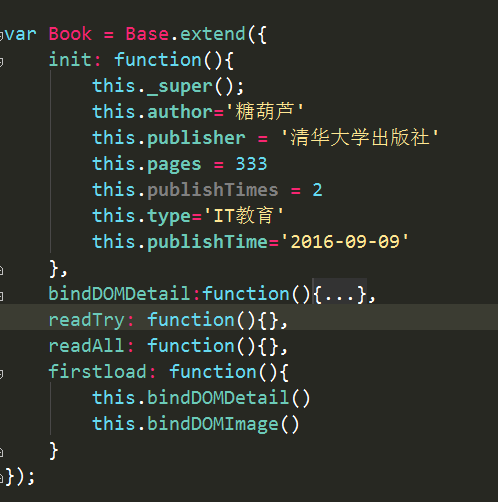 var Book = Base.extend({
    init: function(){
        this._super();
        this.author='糖葫芦'
        this.publisher = '清华大学出版社'
        this.pages = 333
        this.publishTimes = 2
        this.type='IT教育'
        this.publishTime='2016-09-09'
    },
    bindDOMDetail:function(){...},
    readTry: function(){},
    readAll: function(){},
    firstload: function(){
        this.bindDOMDetail()
        this.bindDOMImage()
    }
});